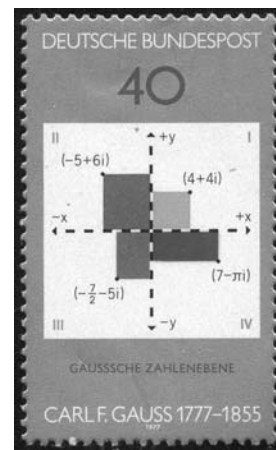 DEUTSCHE BUNDESPOST
40
II +y I
(−5+6i)
(4+4i)
−x +x
(−7/2−5i)
(7−πi)
III −y IV
GAUSSSCHE ZAHLENEBENE
CARL F. GAUSS 1777–1855
1977